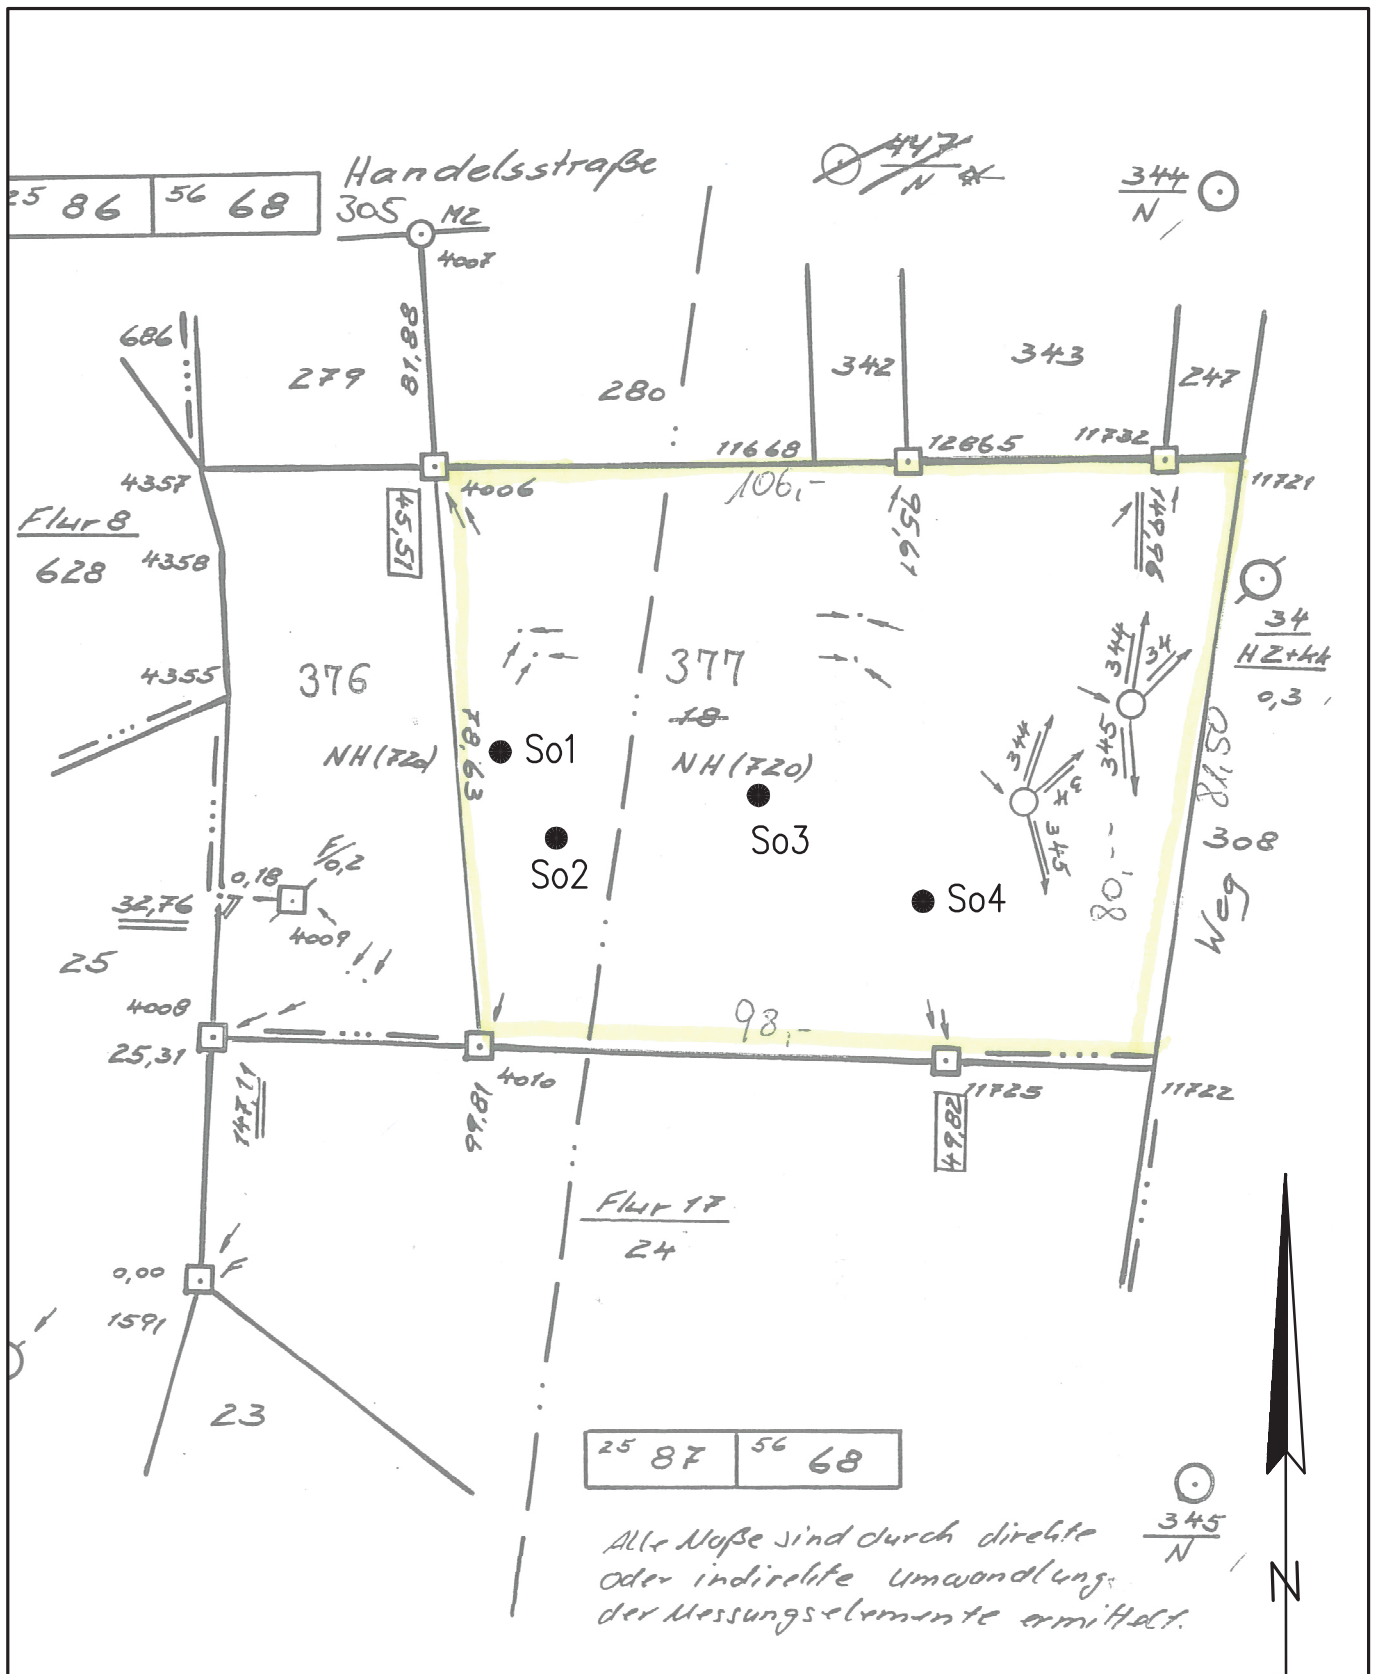 Handelsstraße
447
N
344
N
25 86
56 68
305 MZ
4007
81,88
686
279
280
342
343
247
11668
12865
11732
4357
4006
106,-
11721
Flur 8
45,51
95,61
149,96
628
4358
34
HZ+kk
0,3
344
34
345
4355
376
377
18
78,63
So1
NH(720)
NH(720)
81,50
344
34
345
So3
308
So2
80,-
F/0,2
0,18
So4
Weg
32,76
4009
25
4008
98,-
25,31
4010
11725
11722
147,11
99,81
49,82
Flur 17
24
0,00
F
1591
23
25 87
56 68
345
N
Alle Maße sind durch direkte
oder indirekte Umwandlung
der Messungselemente ermittelt.
N